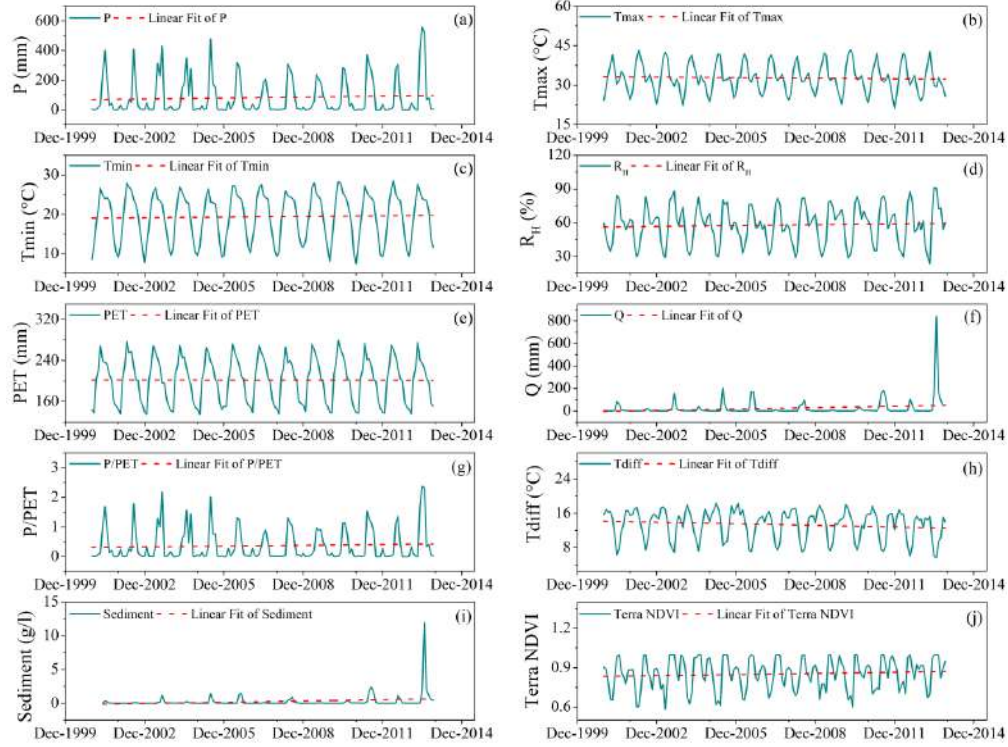 P
Linear Fit of P
(a)
P (mm)
600
400
200
0
Dec-1999 Dec-2002 Dec-2005 Dec-2008 Dec-2011 Dec-2014
Tmax
Linear Fit of Tmax
(b)
Tmax (°C)
60
45
30
15
Dec-1999 Dec-2002 Dec-2005 Dec-2008 Dec-2011 Dec-2014
Tmin
Linear Fit of Tmin
(c)
Tmin (°C)
30
20
10
Dec-1999 Dec-2002 Dec-2005 Dec-2008 Dec-2011 Dec-2014
R_H
Linear Fit of R_H
(d)
R_H (%)
120
90
60
30
Dec-1999 Dec-2002 Dec-2005 Dec-2008 Dec-2011 Dec-2014
PET
Linear Fit of PET
(e)
PET (mm)
320
240
160
Dec-1999 Dec-2002 Dec-2005 Dec-2008 Dec-2011 Dec-2014
Q
Linear Fit of Q
(f)
Q (mm)
800
600
400
200
0
Dec-1999 Dec-2002 Dec-2005 Dec-2008 Dec-2011 Dec-2014
P/PET
Linear Fit of P/PET
(g)
P/PET
3
2
1
0
Dec-1999 Dec-2002 Dec-2005 Dec-2008 Dec-2011 Dec-2014
Tdiff
Linear Fit of Tdiff
(h)
Tdiff (°C)
24
16
8
Dec-1999 Dec-2002 Dec-2005 Dec-2008 Dec-2011 Dec-2014
Sediment
Linear Fit of Sediment
(i)
Sediment (g/l)
15
10
5
0
Dec-1999 Dec-2002 Dec-2005 Dec-2008 Dec-2011 Dec-2014
Terra NDVI
Linear Fit of Terra NDVI
(j)
Terra NDVI
1.2
0.9
0.6
Dec-1999 Dec-2002 Dec-2005 Dec-2008 Dec-2011 Dec-2014